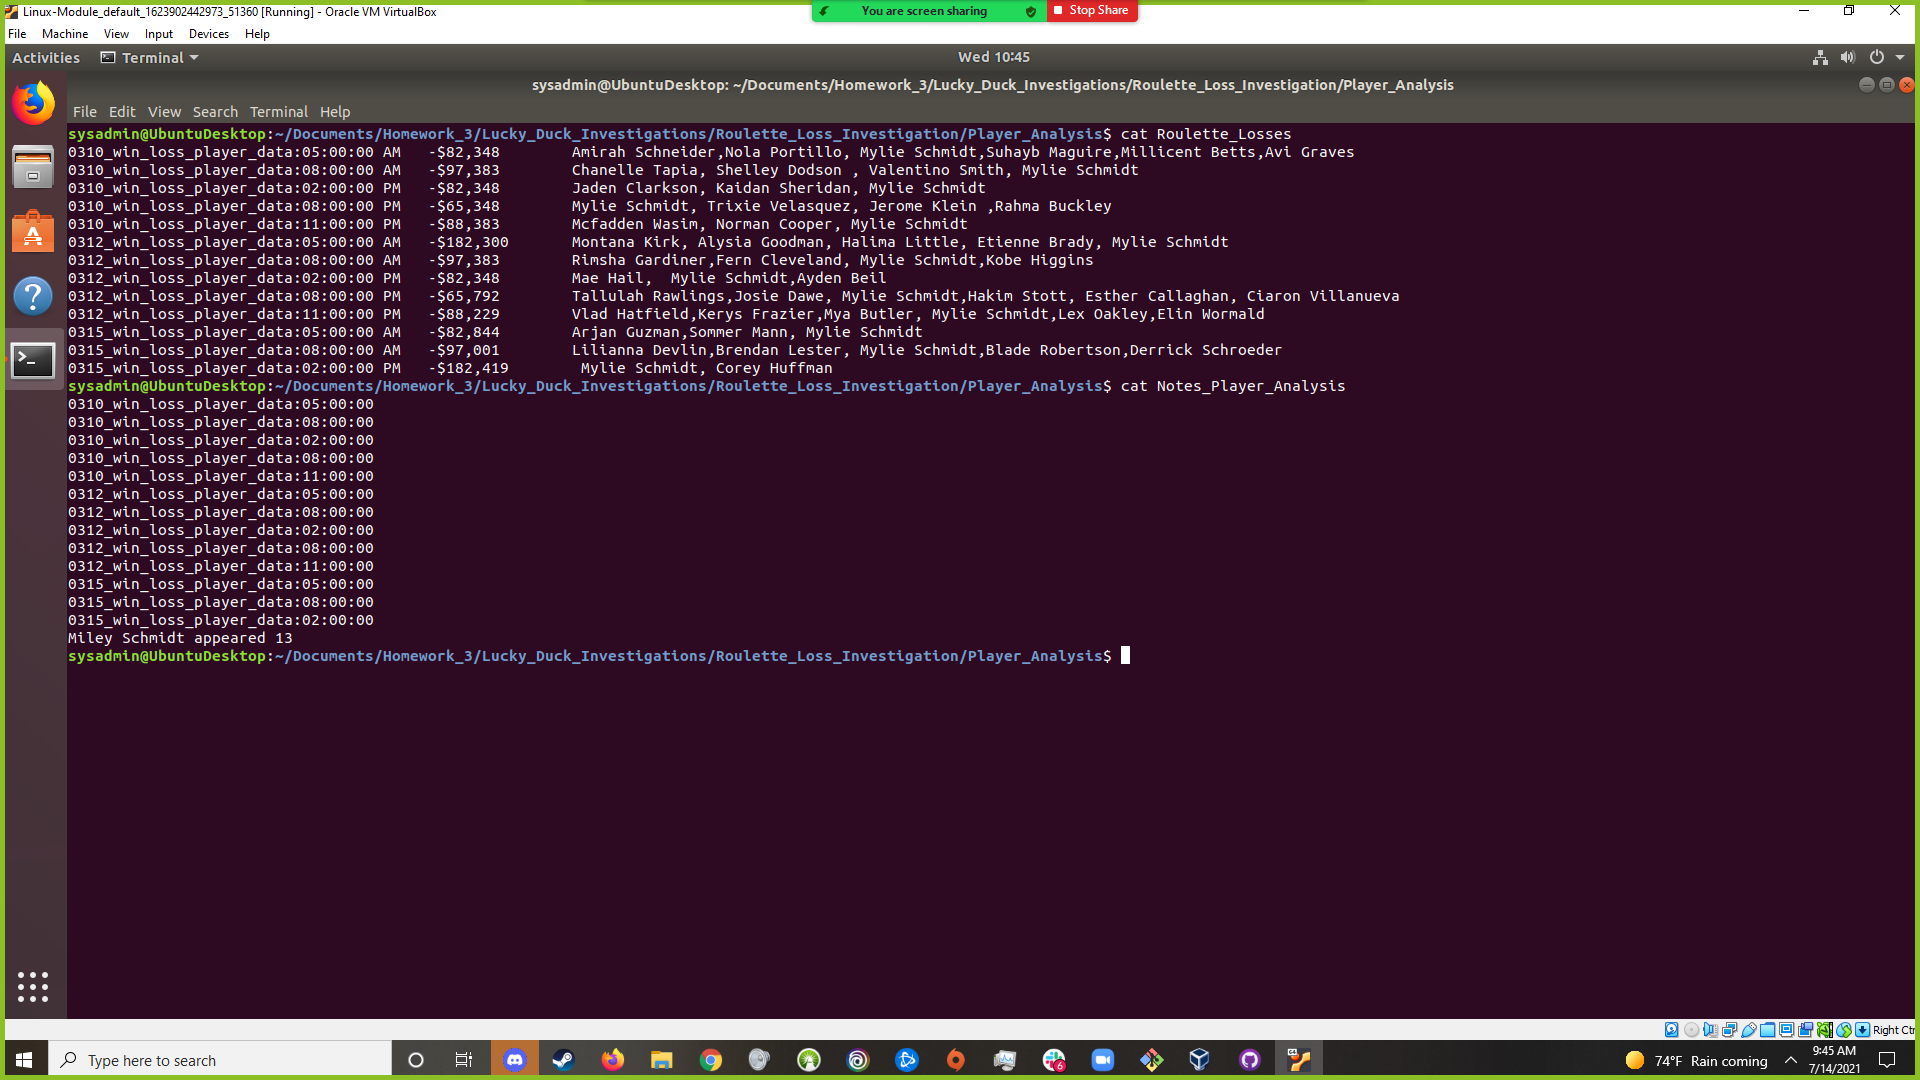 Linux-Module_default_1623902442973_51360 [Running] - Oracle VM VirtualBox
You are screen sharing
Stop Share
File Machine View Input Devices Help
Activities Terminal Wed 10:45
sysadmin@UbuntuDesktop: ~/Documents/Homework_3/Lucky_Duck_Investigations/Roulette_Loss_Investigation/Player_Analysis
File Edit View Search Terminal Help
sysadmin@UbuntuDesktop:~/Documents/Homework_3/Lucky_Duck_Investigations/Roulette_Loss_Investigation/Player_Analysis$ cat Roulette_Losses
0310_win_loss_player_data:05:00:00 AM -$82,348 Amirah Schneider,Nola Portillo, Mylie Schmidt,Suhayb Maguire,Millicent Betts,Avi Graves
0310_win_loss_player_data:08:00:00 AM -$97,383 Chanelle Tapia, Shelley Dodson , Valentino Smith, Mylie Schmidt
0310_win_loss_player_data:02:00:00 PM -$82,348 Jaden Clarkson, Kaidan Sheridan, Mylie Schmidt
0310_win_loss_player_data:08:00:00 PM -$65,348 Mylie Schmidt, Trixie Velasquez, Jerome Klein ,Rahma Buckley
0310_win_loss_player_data:11:00:00 PM -$88,383 Mcfadden Wasim, Norman Cooper, Mylie Schmidt
0312_win_loss_player_data:05:00:00 AM -$182,300 Montana Kirk, Alysia Goodman, Halima Little, Etienne Brady, Mylie Schmidt
0312_win_loss_player_data:08:00:00 AM -$97,383 Rimsha Gardiner,Fern Cleveland, Mylie Schmidt,Kobe Higgins
0312_win_loss_player_data:02:00:00 PM -$82,348 Mae Hail,  Mylie Schmidt,Ayden Beil
0312_win_loss_player_data:08:00:00 PM -$65,792 Tallulah Rawlings,Josie Dawe, Mylie Schmidt,Hakim Stott, Esther Callaghan, Ciaron Villanueva
0312_win_loss_player_data:11:00:00 PM -$88,229 Vlad Hatfield,Kerys Frazier,Mya Butler, Mylie Schmidt,Lex Oakley,Elin Wormald
0315_win_loss_player_data:05:00:00 AM -$82,844 Arjan Guzman,Sommer Mann, Mylie Schmidt
0315_win_loss_player_data:08:00:00 AM -$97,001 Lilianna Devlin,Brendan Lester, Mylie Schmidt,Blade Robertson,Derrick Schroeder
0315_win_loss_player_data:02:00:00 PM -$182,419 Mylie Schmidt, Corey Huffman
sysadmin@UbuntuDesktop:~/Documents/Homework_3/Lucky_Duck_Investigations/Roulette_Loss_Investigation/Player_Analysis$ cat Notes_Player_Analysis
0310_win_loss_player_data:05:00:00
0310_win_loss_player_data:08:00:00
0310_win_loss_player_data:02:00:00
0310_win_loss_player_data:08:00:00
0310_win_loss_player_data:11:00:00
0312_win_loss_player_data:05:00:00
0312_win_loss_player_data:08:00:00
0312_win_loss_player_data:02:00:00
0312_win_loss_player_data:08:00:00
0312_win_loss_player_data:11:00:00
0315_win_loss_player_data:05:00:00
0315_win_loss_player_data:08:00:00
0315_win_loss_player_data:02:00:00
Miley Schmidt appeared 13
sysadmin@UbuntuDesktop:~/Documents/Homework_3/Lucky_Duck_Investigations/Roulette_Loss_Investigation/Player_Analysis$
Right Ctr
Type here to search
6
74°F Rain coming
9:45 AM
7/14/2021